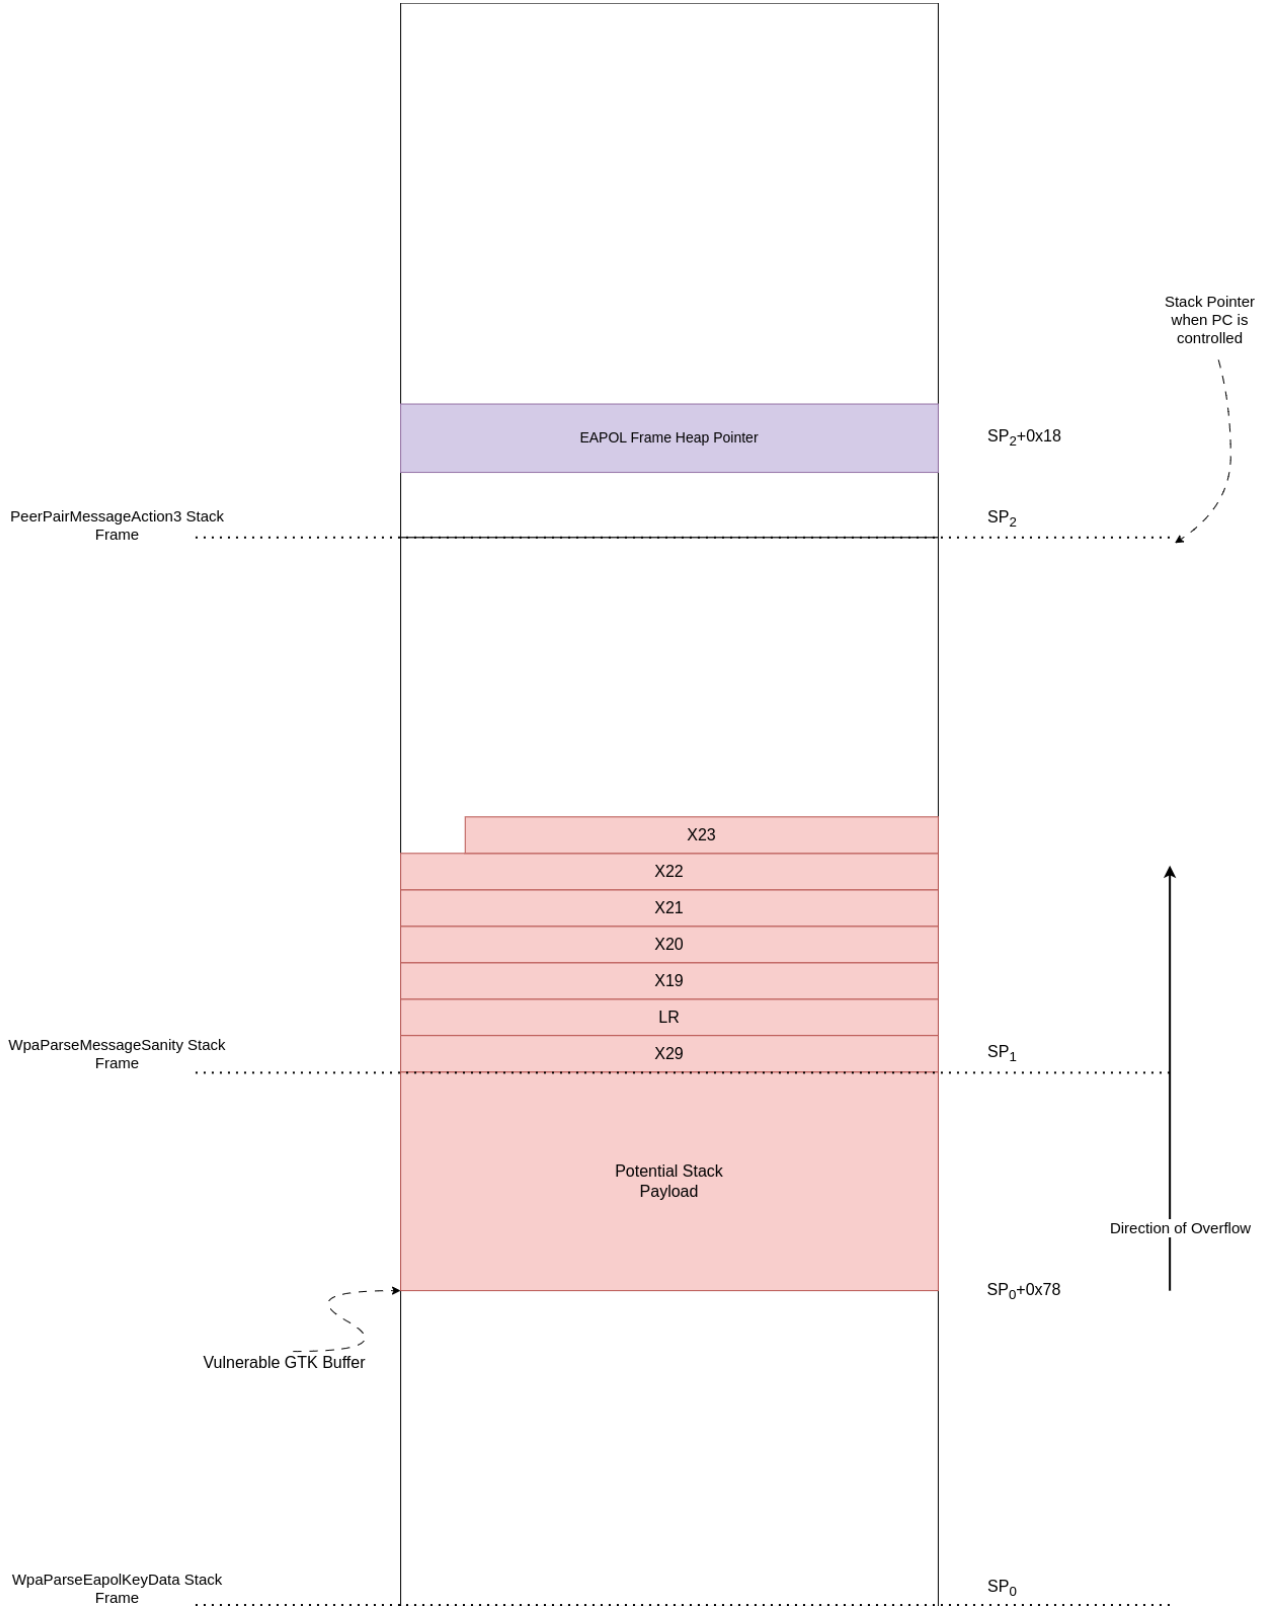 Stack Pointer
when PC is
controlled
EAPOL Frame Heap Pointer
SP2+0x18
PeerPairMessageAction3 Stack
Frame
SP2
X23
X22
X21
X20
X19
LR
WpaParseMessageSanity Stack
Frame
X29
SP1
Potential Stack
Payload
Direction of Overflow
SP0+0x78
Vulnerable GTK Buffer
WpaParseEapolKeyData Stack
Frame
SP0